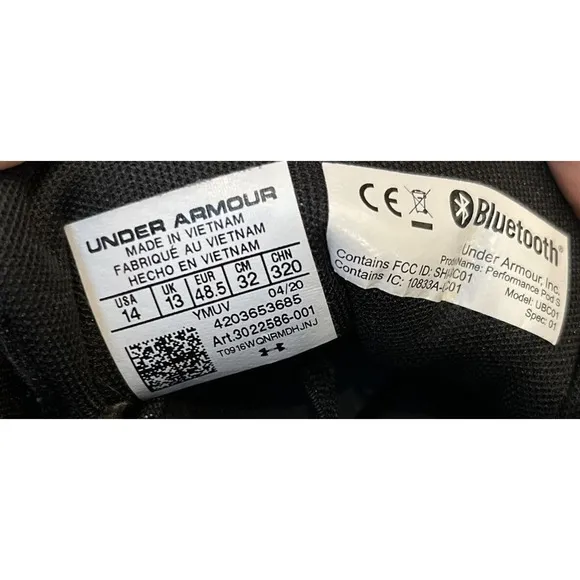 UNDER ARMOUR
MADE IN VIETNAM
FABRIQUÉ AU VIETNAM
HECHO EN VIETNAM
USA UK EUR CM CHN
14 13 48.5 32 320
YMUV 04/20
4203653685
Art.3022586-001
T0916WQNRMDHJNJ
CE Bluetooth®
Under Armour, Inc.
Prod Name: Performance Pod S
Model: UBC01
Spec: 01
Contains FCC ID:
Contains IC: